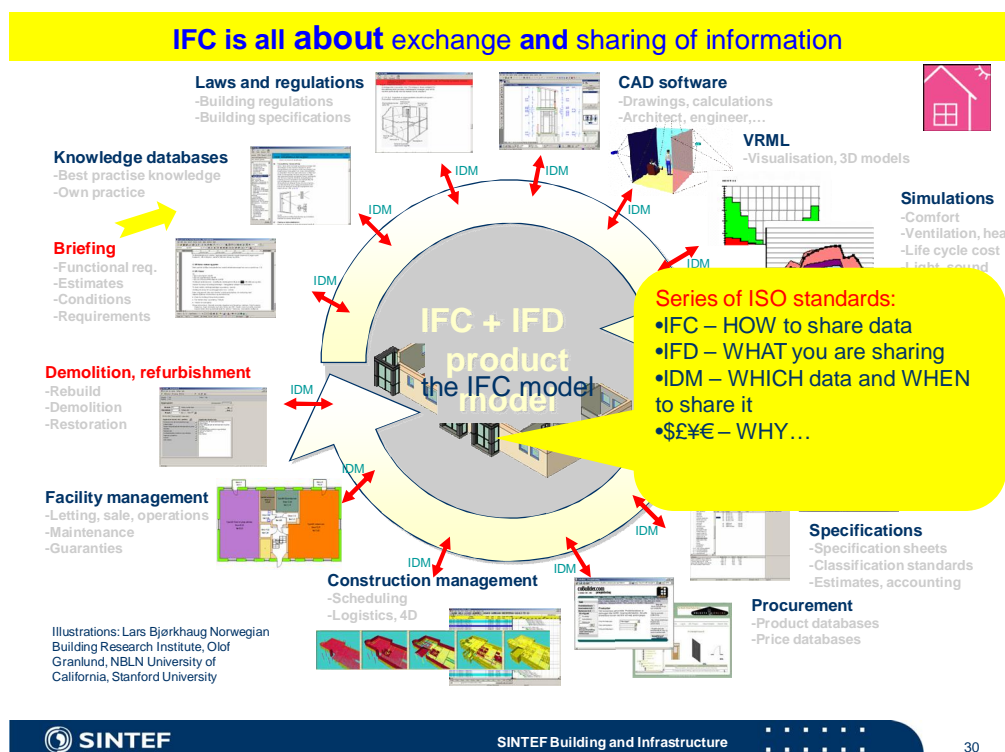 IFC is all about exchange and sharing of information
Laws and regulations
-Building regulations
-Building specifications
CAD software
-Drawings, calculations
-Architect, engineer,…
VRML
-Visualisation, 3D models
Knowledge databases
-Best practise knowledge
-Own practice
Simulations
-Comfort
-Ventilation, hea
-Life cycle cost
-Light, sound
Briefing
-Functional req.
-Estimates
-Conditions
-Requirements
IDM
IDM
IDM
IDM
IDM
IDM
IFC + IFD
product
model
the IFC model
Series of ISO standards:
•IFC – HOW to share data
•IFD – WHAT you are sharing
•IDM – WHICH data and WHEN
to share it
•$£¥€ – WHY…
Demolition, refurbishment
-Rebuild
-Demolition
-Restoration
IDM
IDM
Facility management
-Letting, sale, operations
-Maintenance
-Guaranties
IDM
IDM
IDM
Specifications
-Specification sheets
-Classification standards
-Estimates, accounting
Construction management
-Scheduling
-Logistics, 4D
Procurement
-Product databases
-Price databases
Illustrations: Lars Bjørkhaug Norwegian
Building Research Institute, Olof
Granlund, NBLN University of
California, Stanford University
SINTEF
SINTEF Building and Infrastructure
30